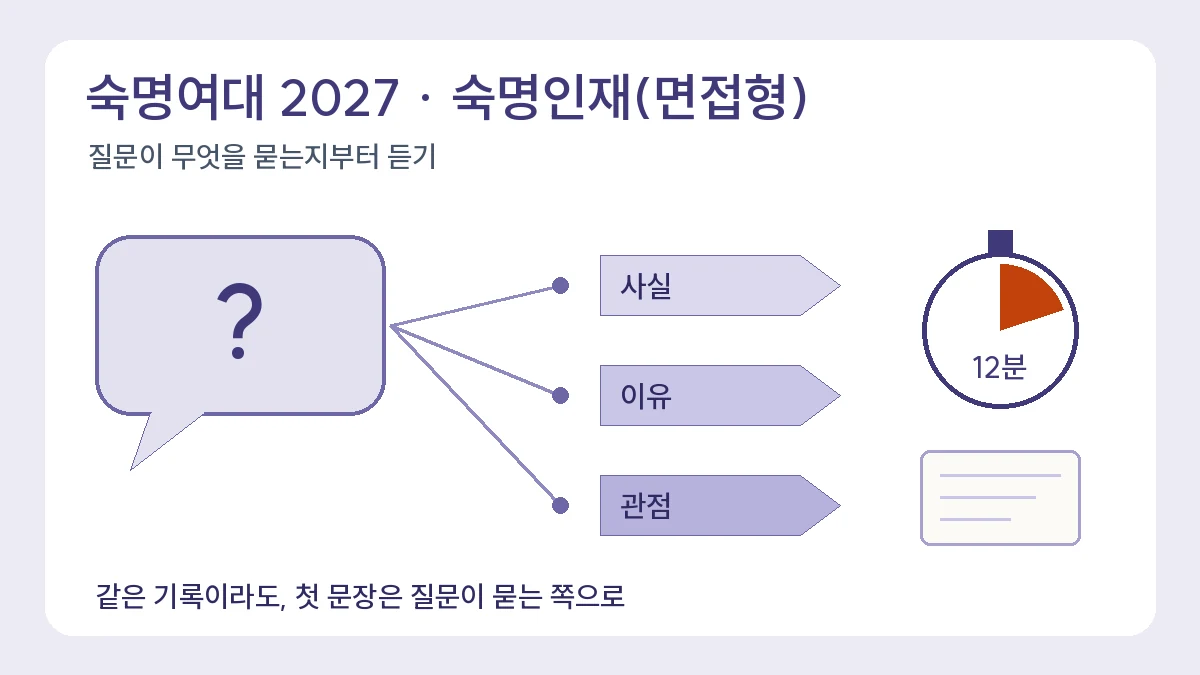 숙명여대 2027 · 숙명인재(면접형)
질문이 무엇을 묻는지부터 듣기
?
사실
이유
관점
12분
같은 기록이라도, 첫 문장은 질문이 묻는 쪽으로